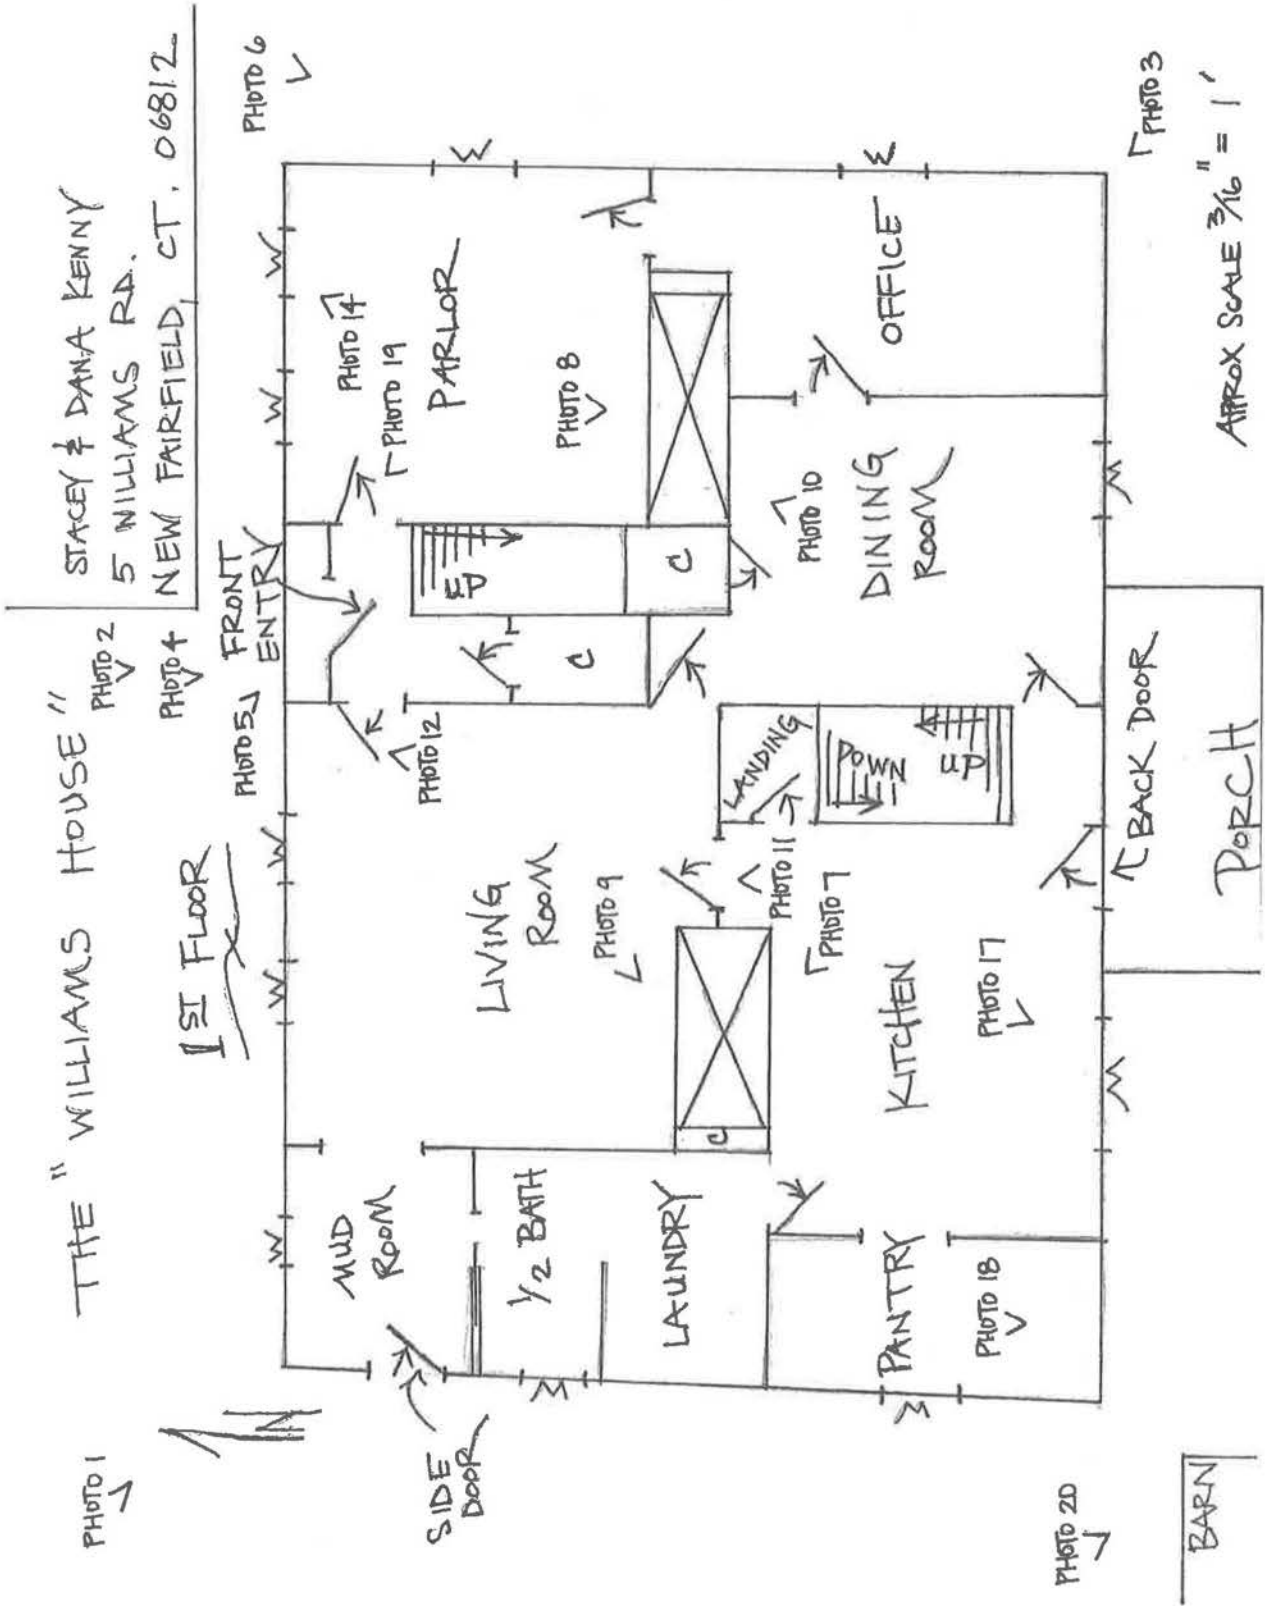 THE "WILLIAMS HOUSE"
STACEY & DANA KENNY
5 WILLIAMS RD.
NEW FAIRFIELD, CT. 06812
PHOTO 1
PHOTO 2
PHOTO 4
1ST FLOOR
PHOTO 5
FRONT
ENTRY
PHOTO 6
N
W
W
W
W
W
MUD
ROOM
PHOTO 12
PHOTO 14
PHOTO 19
PARLOR
SIDE
DOOR
UP
W
LIVING
ROOM
1/2 BATH
W
C
PHOTO 8
PHOTO 9
LAUNDRY
C
C
LANDING
PHOTO 11
PHOTO 10
PHOTO 7
DOWN
UP
DINING
ROOM
OFFICE
W
KITCHEN
PANTRY
W
PHOTO 17
PHOTO 18
W
W
BACK DOOR
PHOTO 3
PHOTO 20
PORCH
BARN
APPROX SCALE 3/16" = 1'